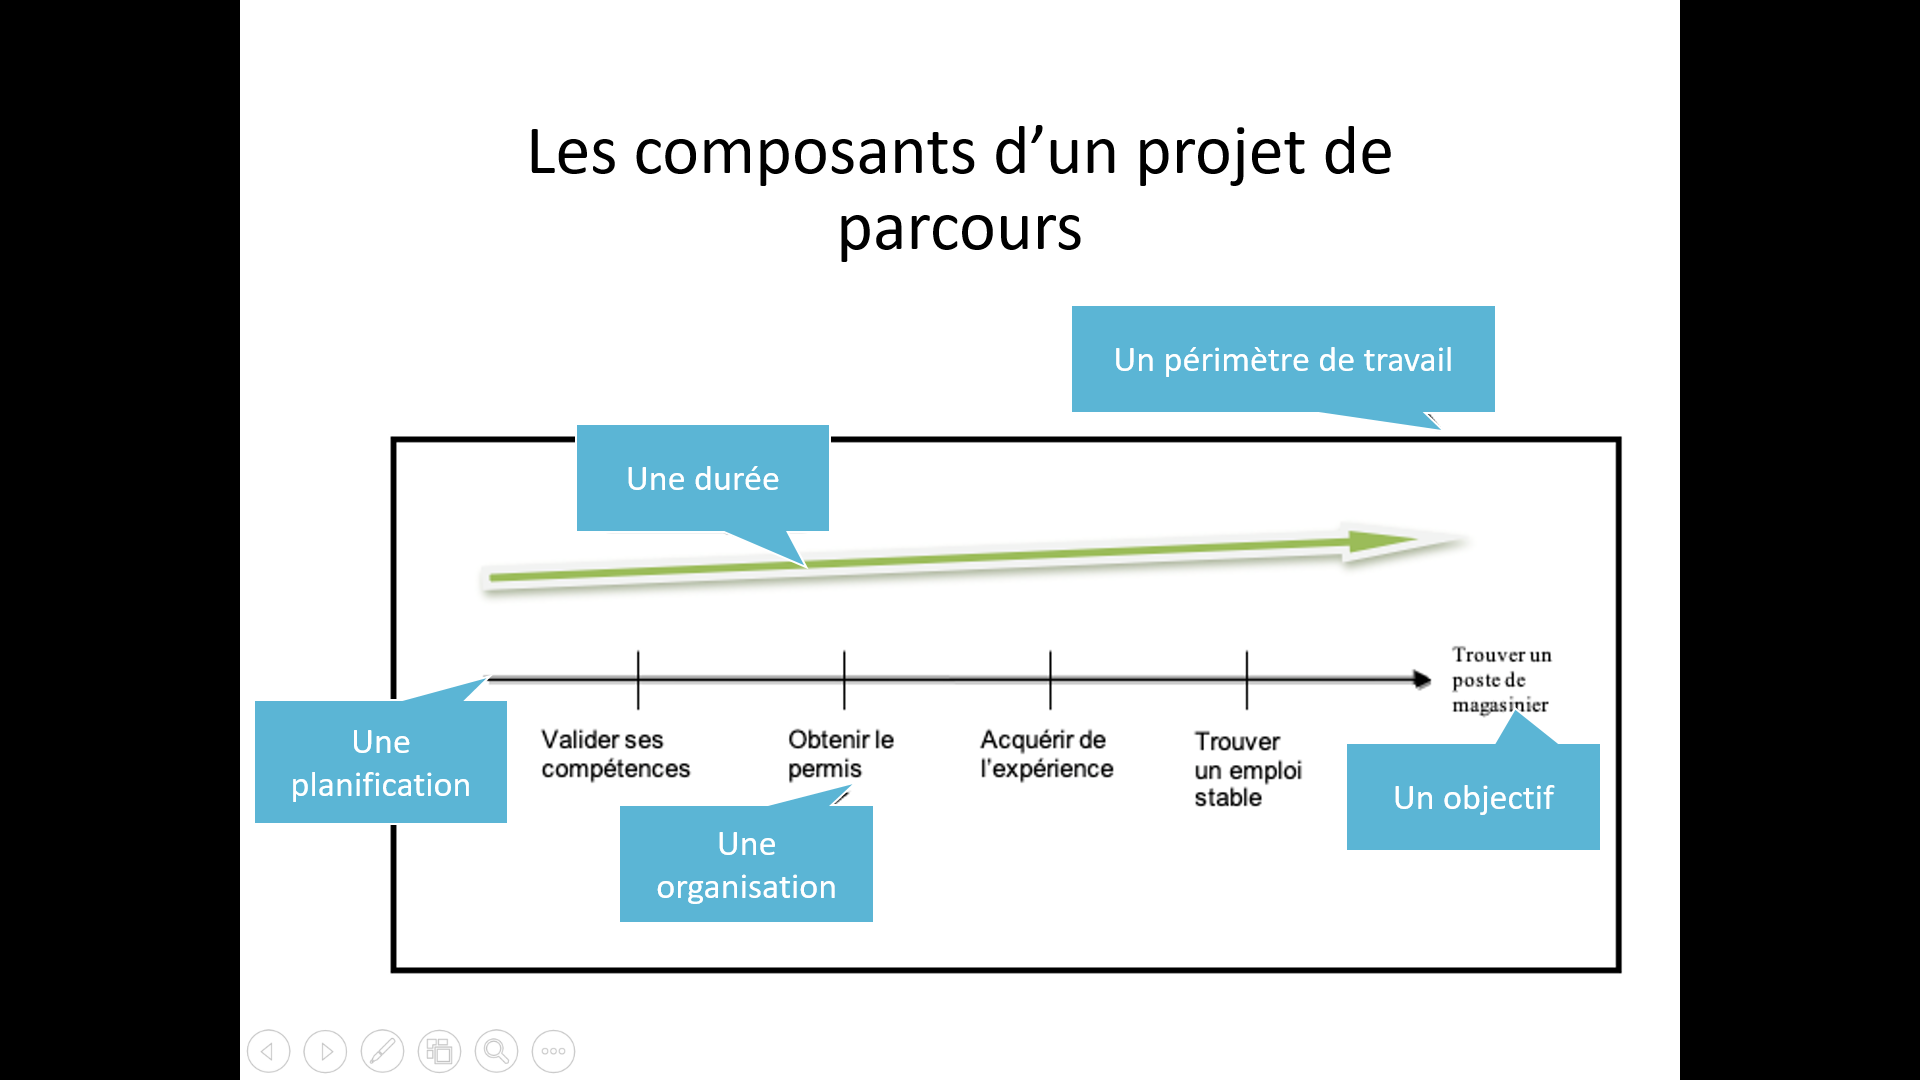 Les composants d’un projet de
parcours
Un périmètre de travail
Une durée
Trouver un
poste de
magasinier
Une
planification
Valider ses
compétences
Obtenir le
permis
Acquérir de
l’expérience
Trouver
un emploi
stable
Un objectif
Une
organisation